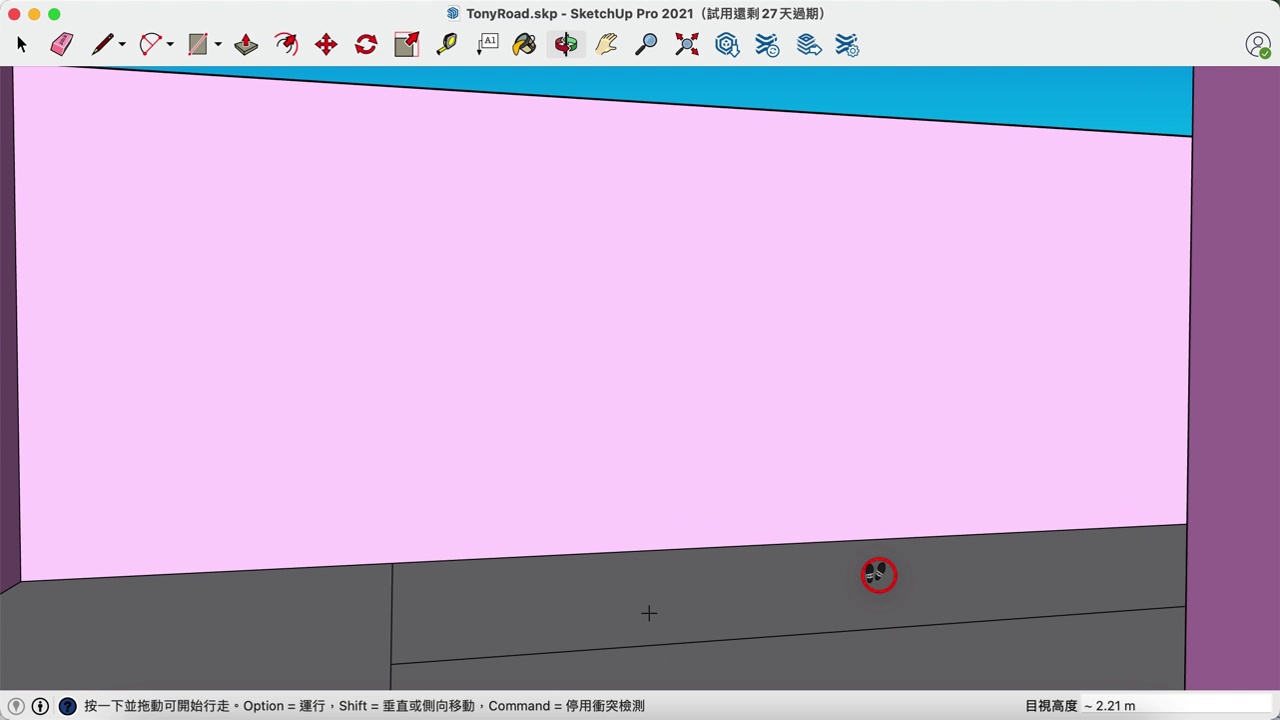 TonyRoad.skp - SketchUp Pro 2021（試用還剩 27 天過期）
A1
按一下並拖動可開始行走。Option = 運行，Shift = 垂直或側向移動，Command = 停用衝突檢測
目視高度 ~ 2.21 m